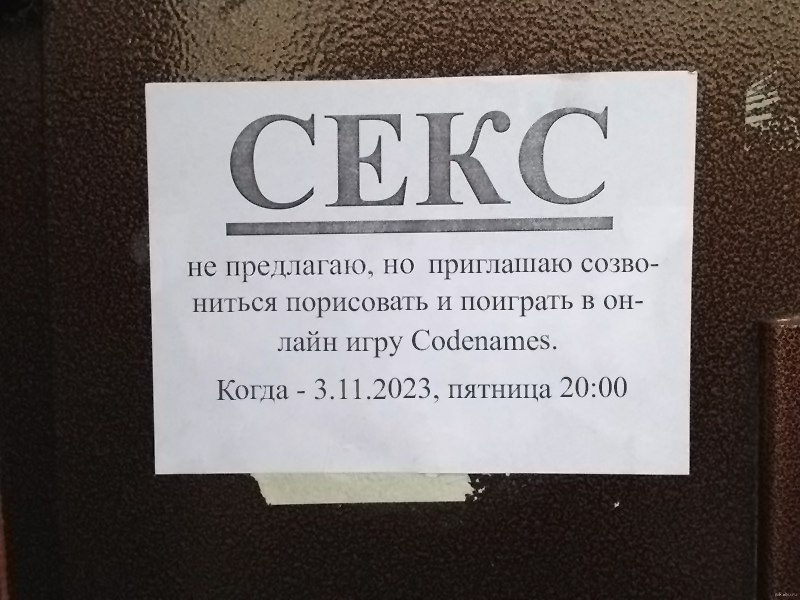 СЕКС
не предлагаю, но приглашаю созво-
ниться порисовать и поиграть в он-
лайн игру Codenames.
Когда - 3.11.2023, пятница 20:00